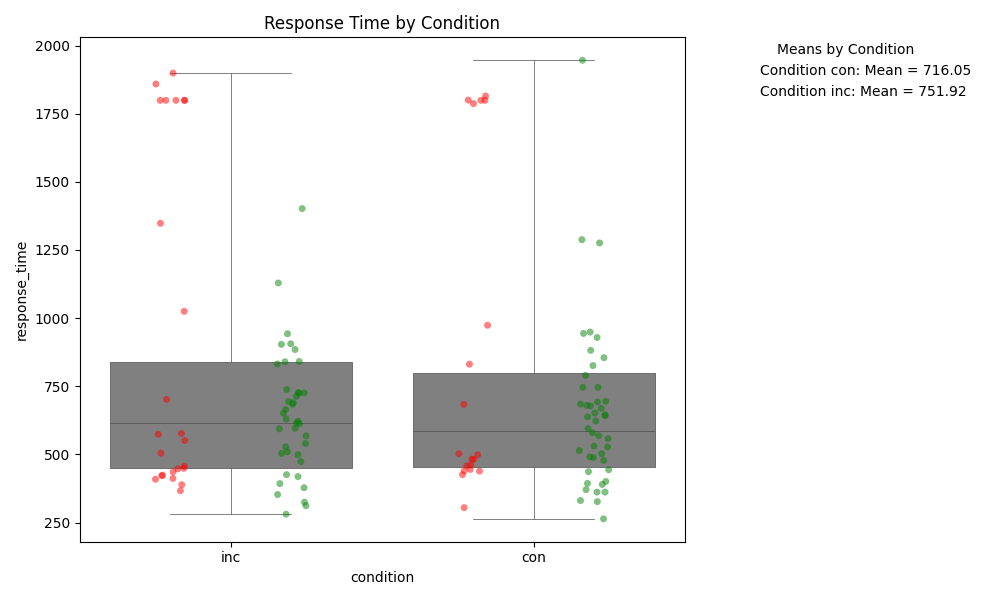 Response Time by Condition
2000
1750
1500
1250
1000
750
500
250
response_time
inc
con
condition
Means by Condition
Condition con: Mean = 716.05
Condition inc: Mean = 751.92